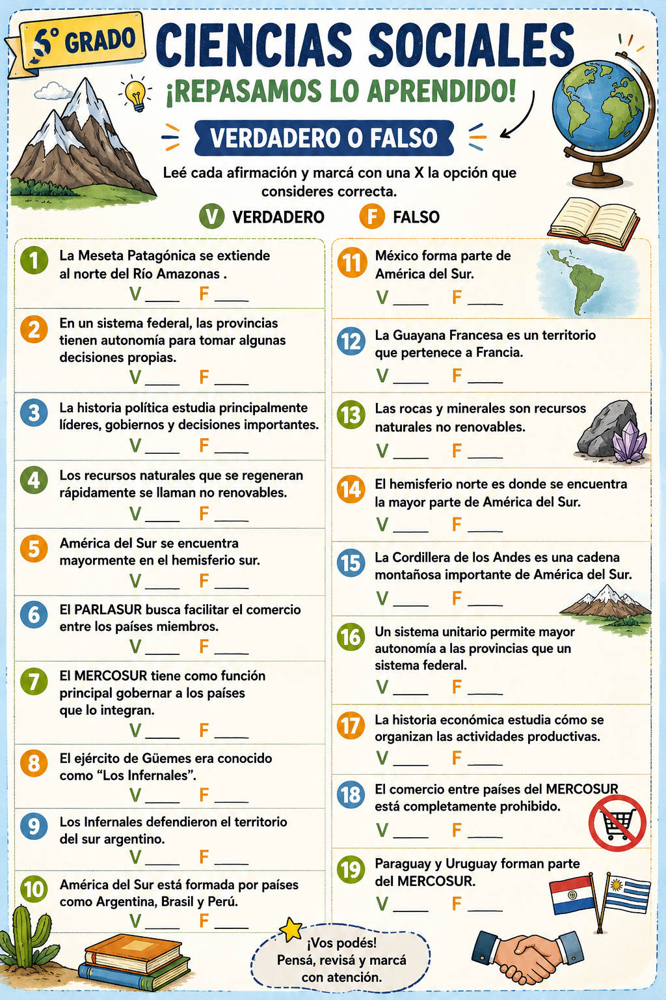 6° GRADO
CIENCIAS SOCIALES
¡REPASAMOS LO APRENDIDO!
VERDADERO O FALSO
Leé cada afirmación y marcá con una X la opción que
consideres correcta.
V VERDADERO F FALSO
1 La Meseta Patagónica se extiende
al norte del Río Amazonas .
V ____ F ____
2 En un sistema federal, las provincias
tienen autonomía para tomar algunas
decisiones propias.
V ____ F ____
3 La historia política estudia principalmente
líderes, gobiernos y decisiones importantes.
V ____ F ____
4 Los recursos naturales que se regeneran
rápidamente se llaman no renovables.
V ____ F ____
5 América del Sur se encuentra
mayormente en el hemisferio sur.
V ____ F ____
6 El PARLASUR busca facilitar el comercio
entre los países miembros.
V ____ F ____
7 El MERCOSUR tiene como función
principal gobernar a los países
que lo integran.
V ____ F ____
8 El ejército de Güemes era conocido
como “Los Infernales”.
V ____ F ____
9 Los Infernales defendieron el territorio
del sur argentino.
V ____ F ____
10 América del Sur está formada por países
como Argentina, Brasil y Perú.
V ____ F ____
11 México forma parte de
América del Sur.
V ____ F ____
12 La Guayana Francesa es un territorio
que pertenece a Francia.
V ____ F ____
13 Las rocas y minerales son recursos
naturales no renovables.
V ____ F ____
14 El hemisferio norte es donde se encuentra
la mayor parte de América del Sur.
V ____ F ____
15 La Cordillera de los Andes es una cadena
montañosa importante de América del Sur.
V ____ F ____
16 Un sistema unitario permite mayor
autonomía a las provincias que un
sistema federal.
V ____ F ____
17 La historia económica estudia cómo se
organizan las actividades productivas.
V ____ F ____
18 El comercio entre países del MERCOSUR
está completamente prohibido.
V ____ F ____
19 Paraguay y Uruguay forman parte
del MERCOSUR.
V ____ F ____
¡Vos podés!
Pensá, revisá y marcá
con atención.